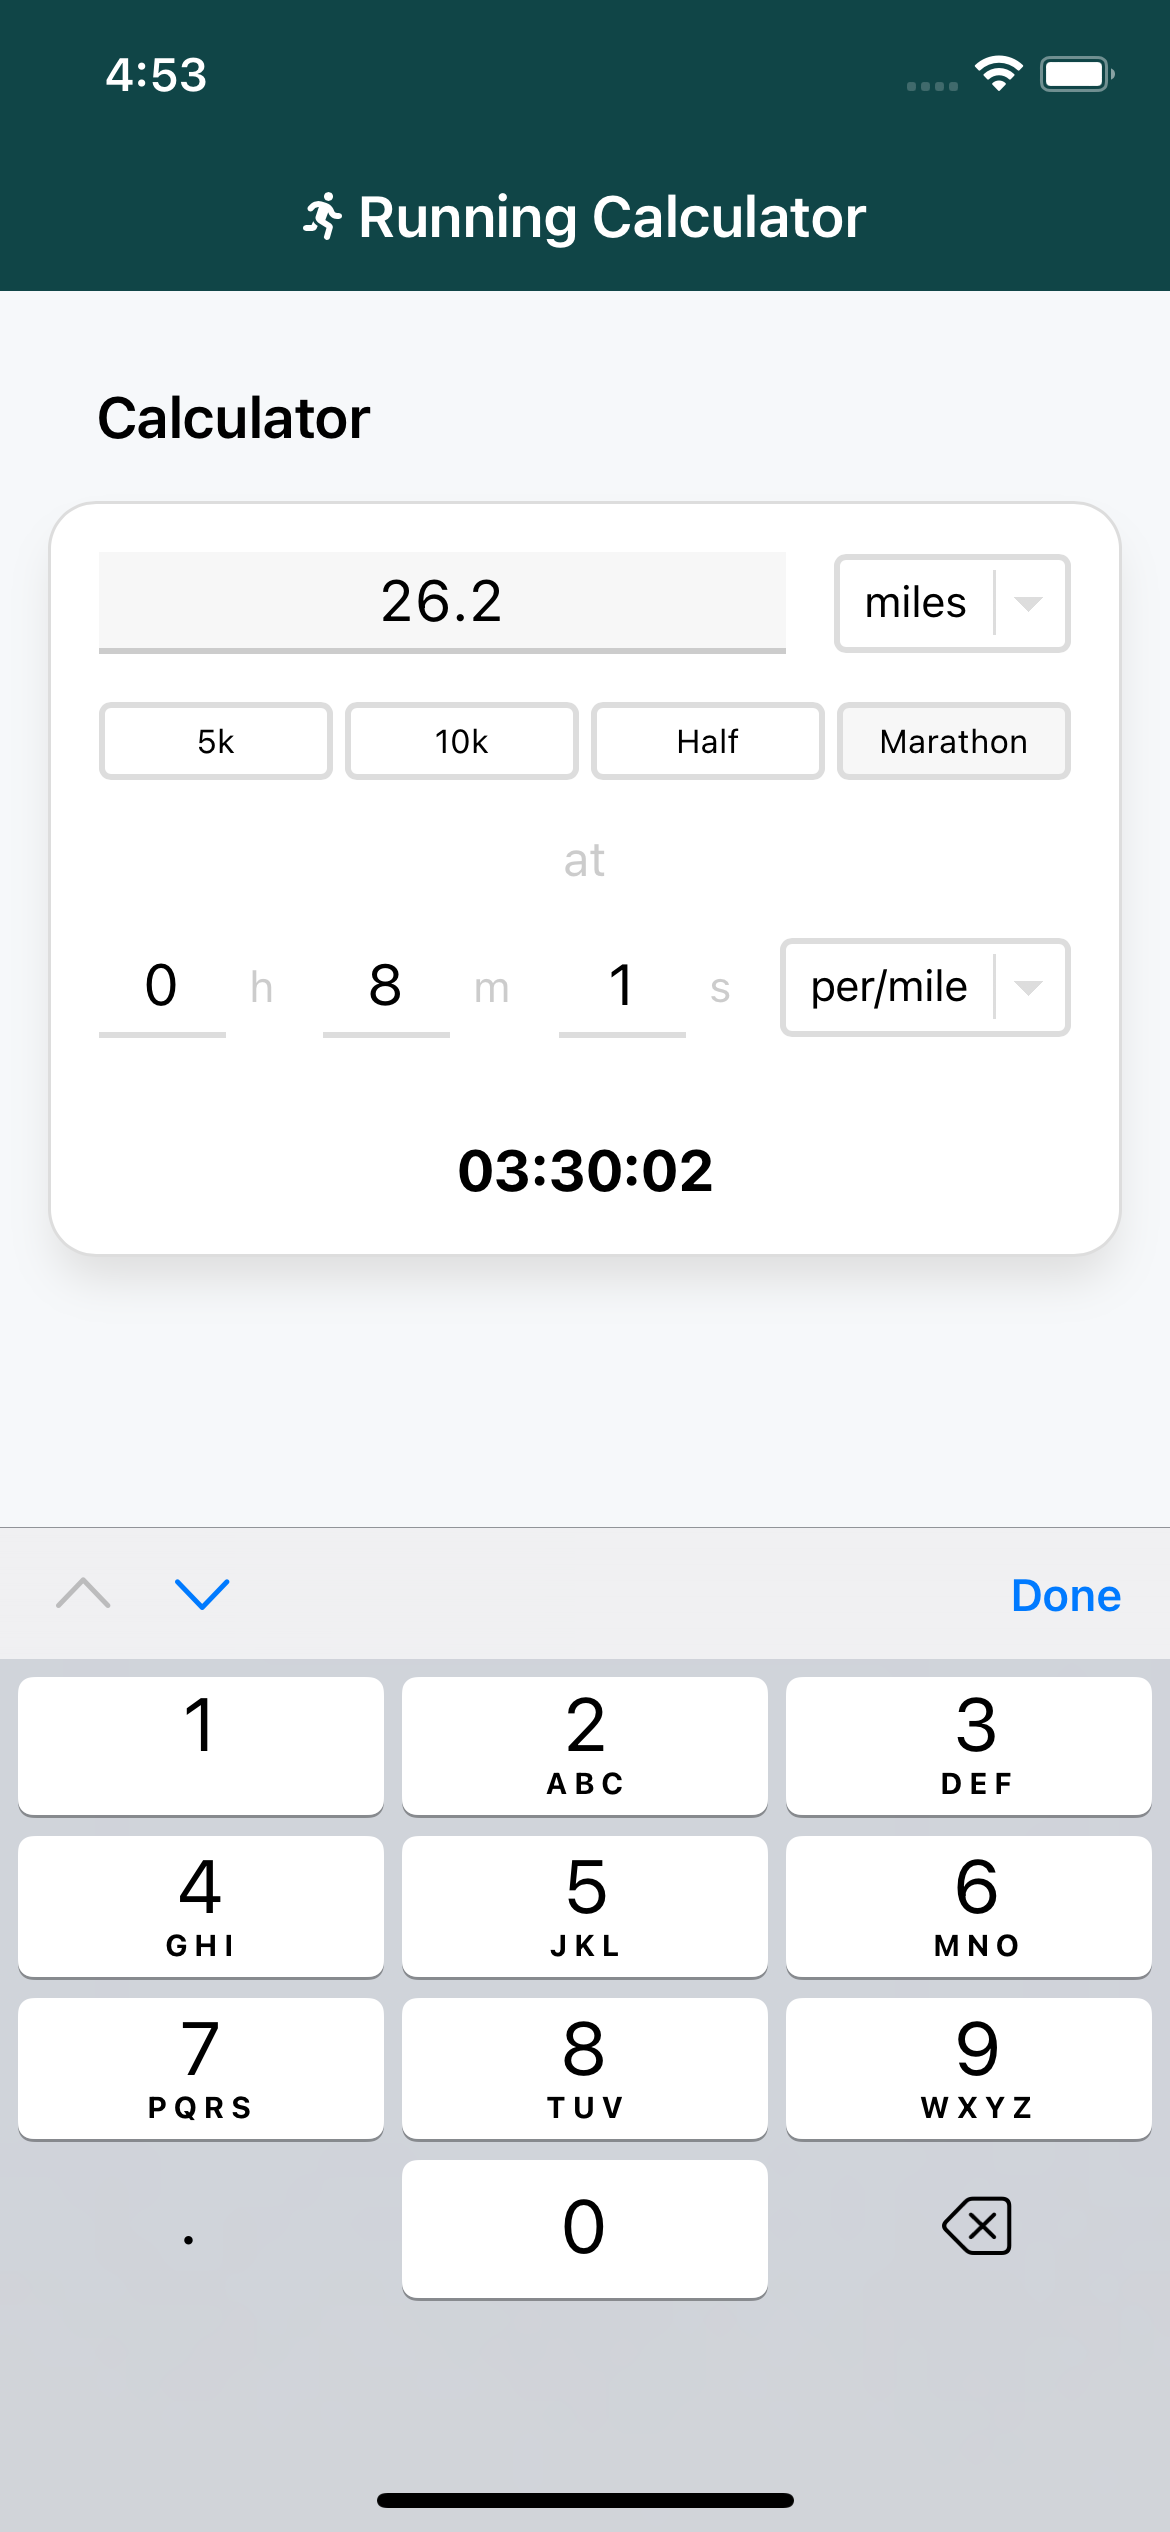 4:53
Running Calculator
Calculator
26.2 miles
5k 10k Half Marathon
at
0 h 8 m 1 s per/mile
03:30:02
Done
1 2 3
ABC DEF
4 5 6
GHI JKL MNO
7 8 9
PQRS TUV WXYZ
. 0